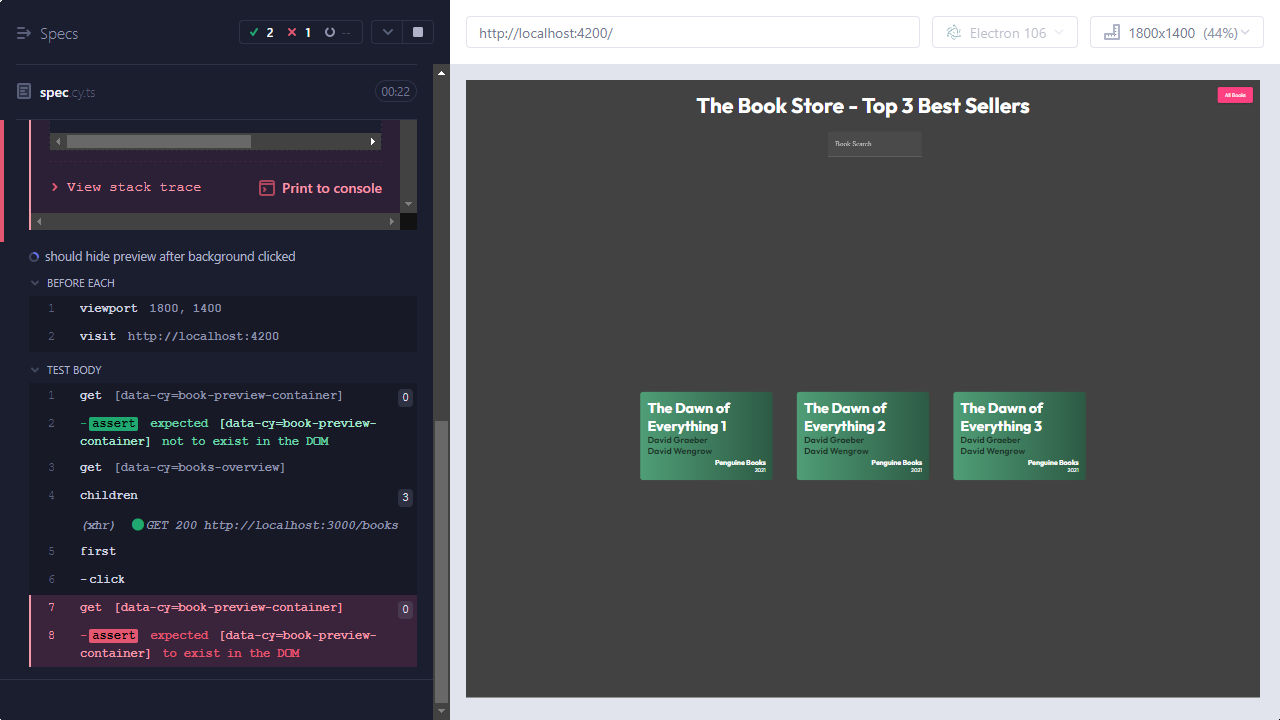 Specs
2 1 --
spec.cy.ts
00:22
View stack trace
Print to console
should hide preview after background clicked
BEFORE EACH
1 viewport 1800, 1400
2 visit http://localhost:4200
TEST BODY
1 get [data-cy=book-preview-container] 0
2 -assert expected [data-cy=book-preview-
container] not to exist in the DOM
3 get [data-cy=books-overview]
4 children 3
(xhr) GET 200 http://localhost:3000/books
5 first
6 -click
7 get [data-cy=book-preview-container] 0
8 -assert expected [data-cy=book-preview-
container] to exist in the DOM
http://localhost:4200/
Electron 106
1800x1400 (44%)
The Book Store - Top 3 Best Sellers
All Books
Book Search
The Dawn of
Everything 1
David Graeber
David Wengrow
Penguine Books
2021
The Dawn of
Everything 2
David Graeber
David Wengrow
Penguine Books
2021
The Dawn of
Everything 3
David Graeber
David Wengrow
Penguine Books
2021